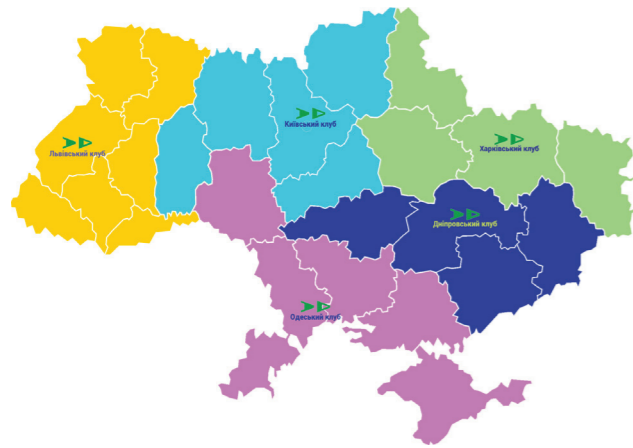 Київський клуб
Львівський клуб
Харківський клуб
Дніпровський клуб
Одеський клуб